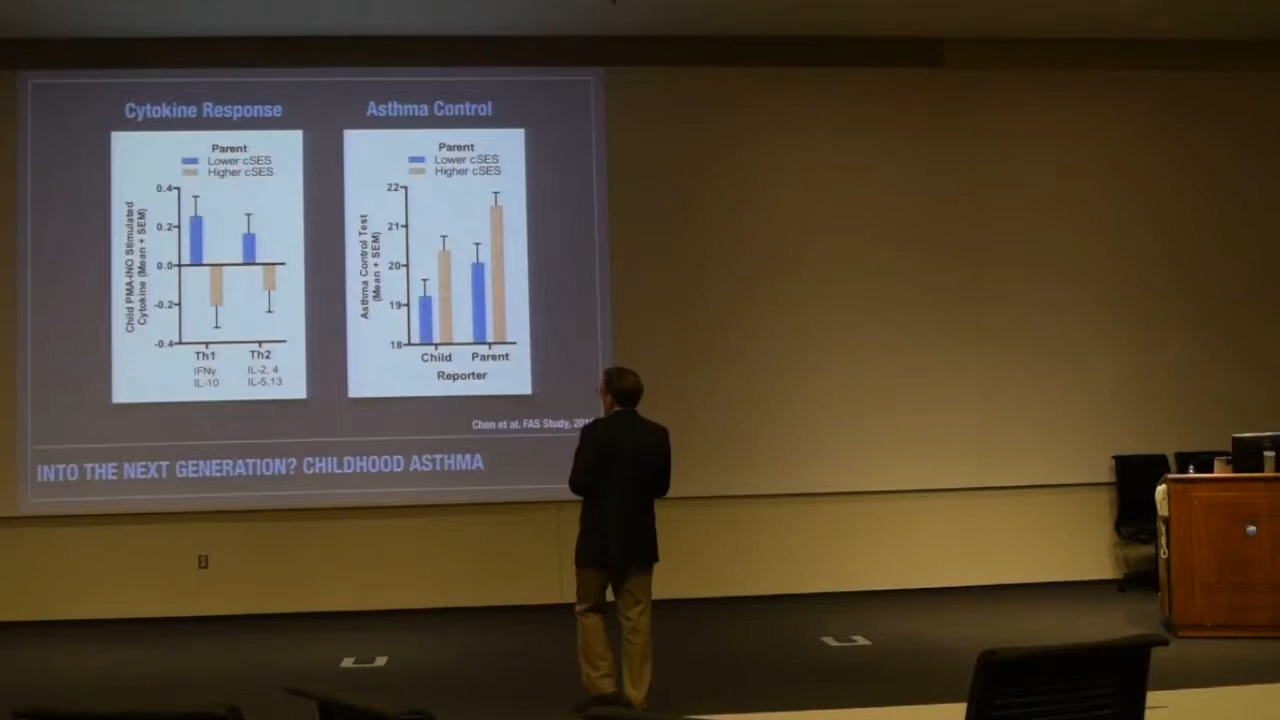 Cytokine Response
Parent
Lower cSES
Higher cSES
Child PMA-INO Stimulated
Cytokine (Mean + SEM)
0.4
0.2
0.0
-0.2
-0.4
Th1
Th2
IFNγ
IL-2, 4
IL-10
IL-5,13
Asthma Control
Parent
Lower cSES
Higher cSES
Asthma Control Test
(Mean + SEM)
22
21
20
19
18
Child
Parent
Reporter
Chen et al. FAS Study,
INTO THE NEXT GENERATION? CHILDHOOD ASTHMA